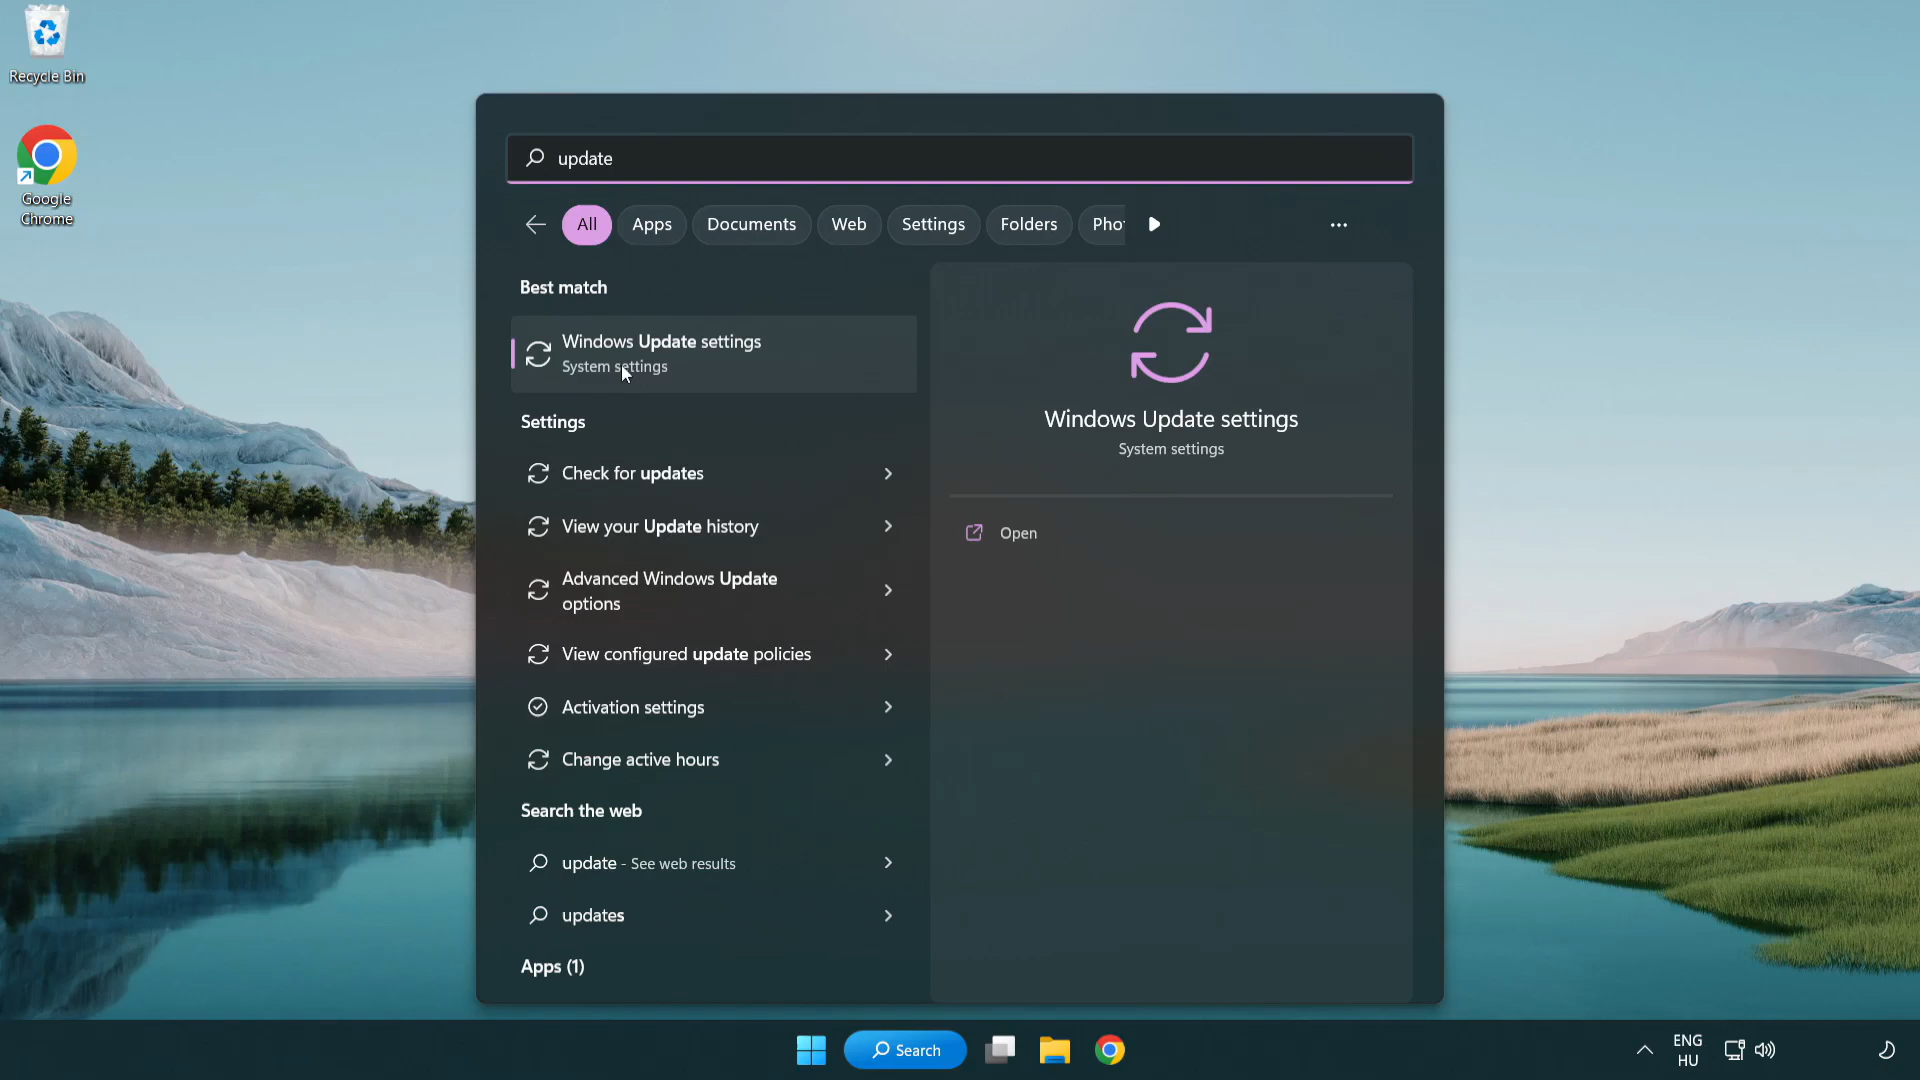 Recycle Bin
Google
Chrome
update
All
Apps
Documents
Web
Settings
Folders
Pho
Best match
Windows Update settings
System settings
Settings
Check for updates
View your Update history
Advanced Windows Update
options
View configured update policies
Activation settings
Change active hours
Search the web
update - See web results
updates
Apps (1)
Windows Update settings
System settings
Open
Search
ENG
HU